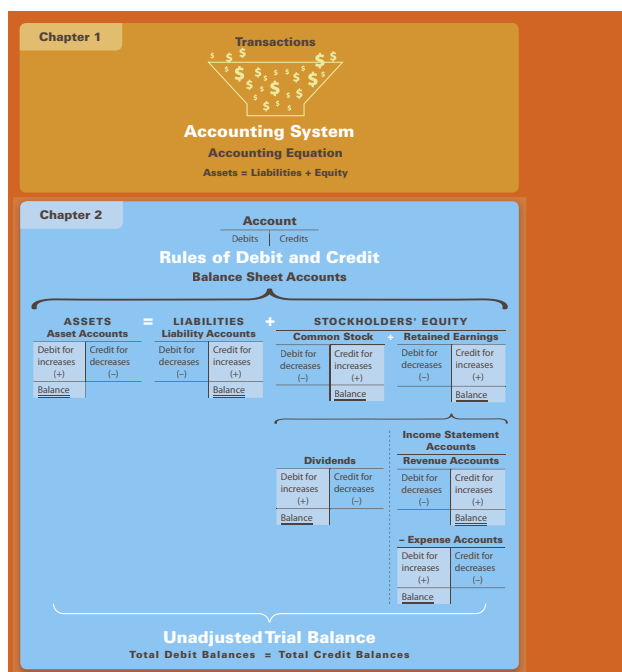 Chapter 1
Transactions
$ $ $ $ $
$ $ $ $ $ $ $ $
$ $ $ $ $
$ $ $
$ $ $
Accounting System
Accounting Equation
Assets = Liabilities + Equity
Chapter 2
Account
Debits Credits
Rules of Debit and Credit
Balance Sheet Accounts
ASSETS = LIABILITIES + STOCKHOLDERS' EQUITY
Asset Accounts Liability Accounts Common Stock + Retained Earnings
Debit for Credit for Debit for Credit for Debit for Credit for Debit for Credit for
increases decreases decreases increases decreases increases decreases increases
(+) (–) (–) (+) (–) (+) (–) (+)
Balance Balance Balance Balance
Income Statement
Accounts
Dividends Revenue Accounts
Debit for Credit for Debit for Credit for
increases decreases decreases increases
(+) (–) (–) (+)
Balance Balance
– Expense Accounts
Debit for Credit for
increases decreases
(+) (–)
Balance
Unadjusted Trial Balance
Total Debit Balances = Total Credit Balances